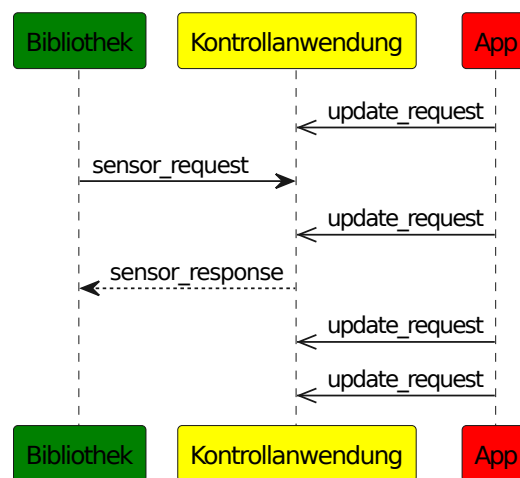 Bibliothek Kontrollanwendung App
update_request
sensor_request
update_request
sensor_response
update_request
update_request
Bibliothek Kontrollanwendung App